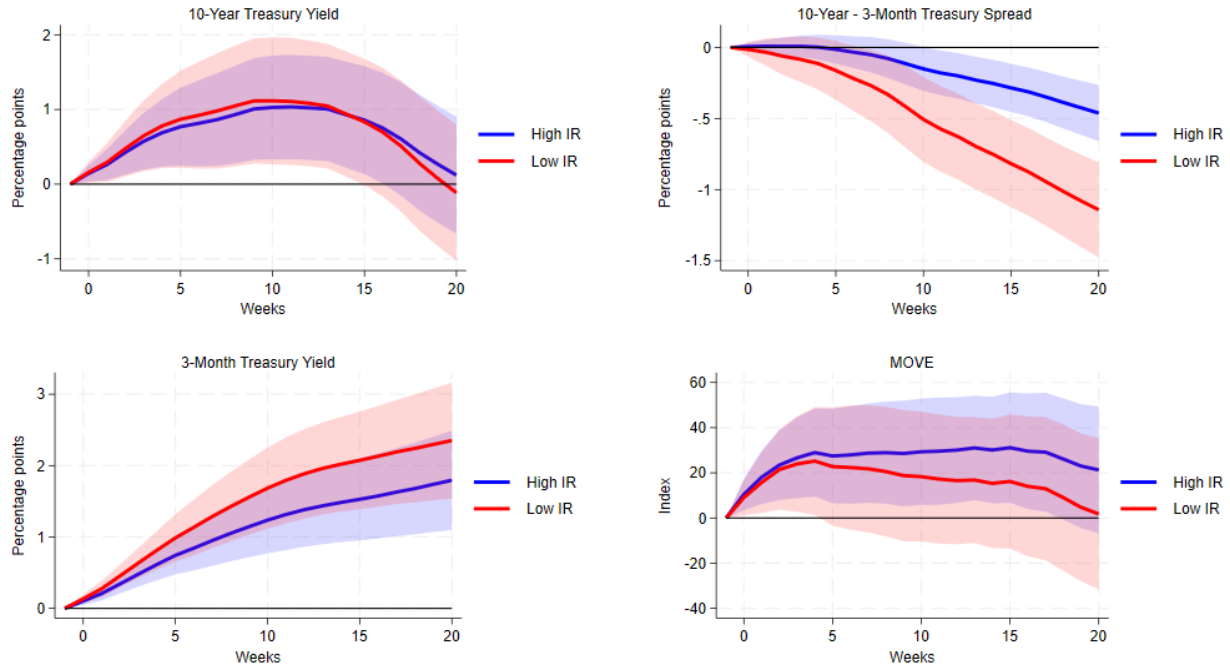 10-Year Treasury Yield
Percentage points
2
1
0
-1
0 5 10 15 20
Weeks
High IR
Low IR
10-Year - 3-Month Treasury Spread
Percentage points
0
-.5
-1
-1.5
0 5 10 15 20
Weeks
High IR
Low IR
3-Month Treasury Yield
Percentage points
3
2
1
0
0 5 10 15 20
Weeks
High IR
Low IR
MOVE
Index
60
40
20
0
-20
-40
0 5 10 15 20
Weeks
High IR
Low IR